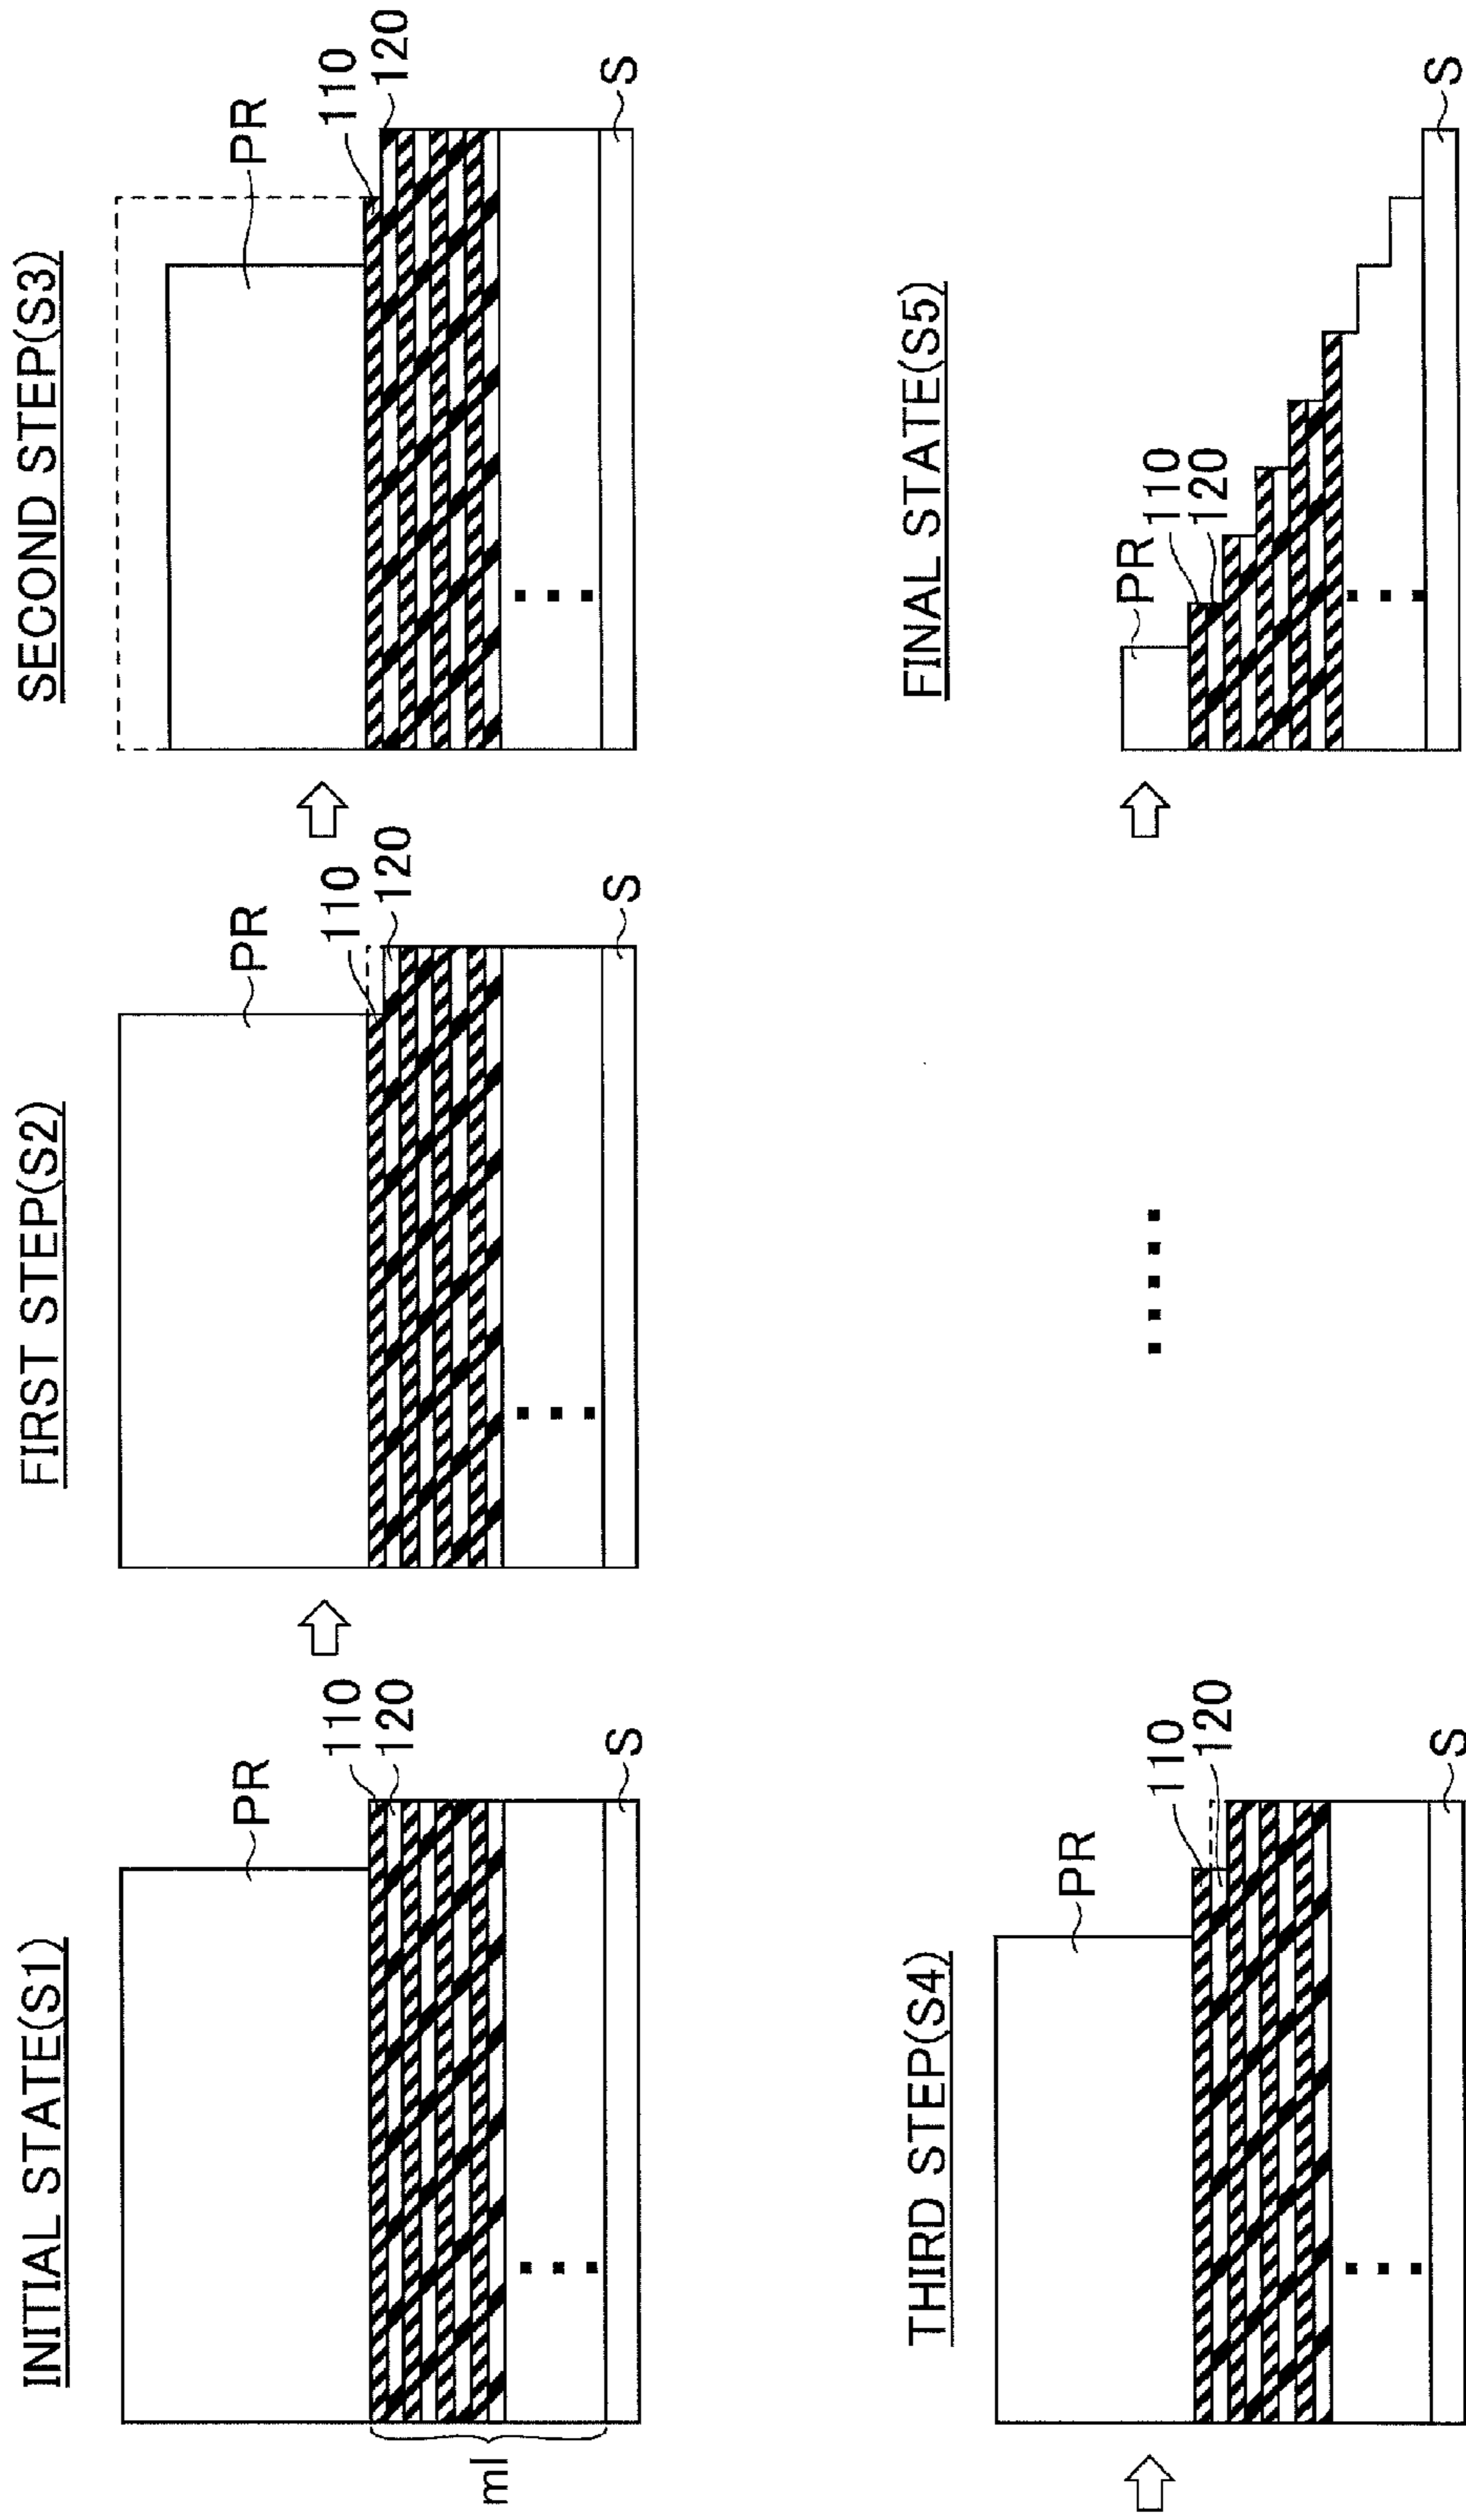 INITIAL STATE(S1)
PR
110
120
S
ml
FIRST STEP(S2)
PR
110
120
S
SECOND STEP(S3)
PR
110
120
S
THIRD STEP(S4)
PR
110
120
S
FINAL STATE(S5)
PR
110
120
S